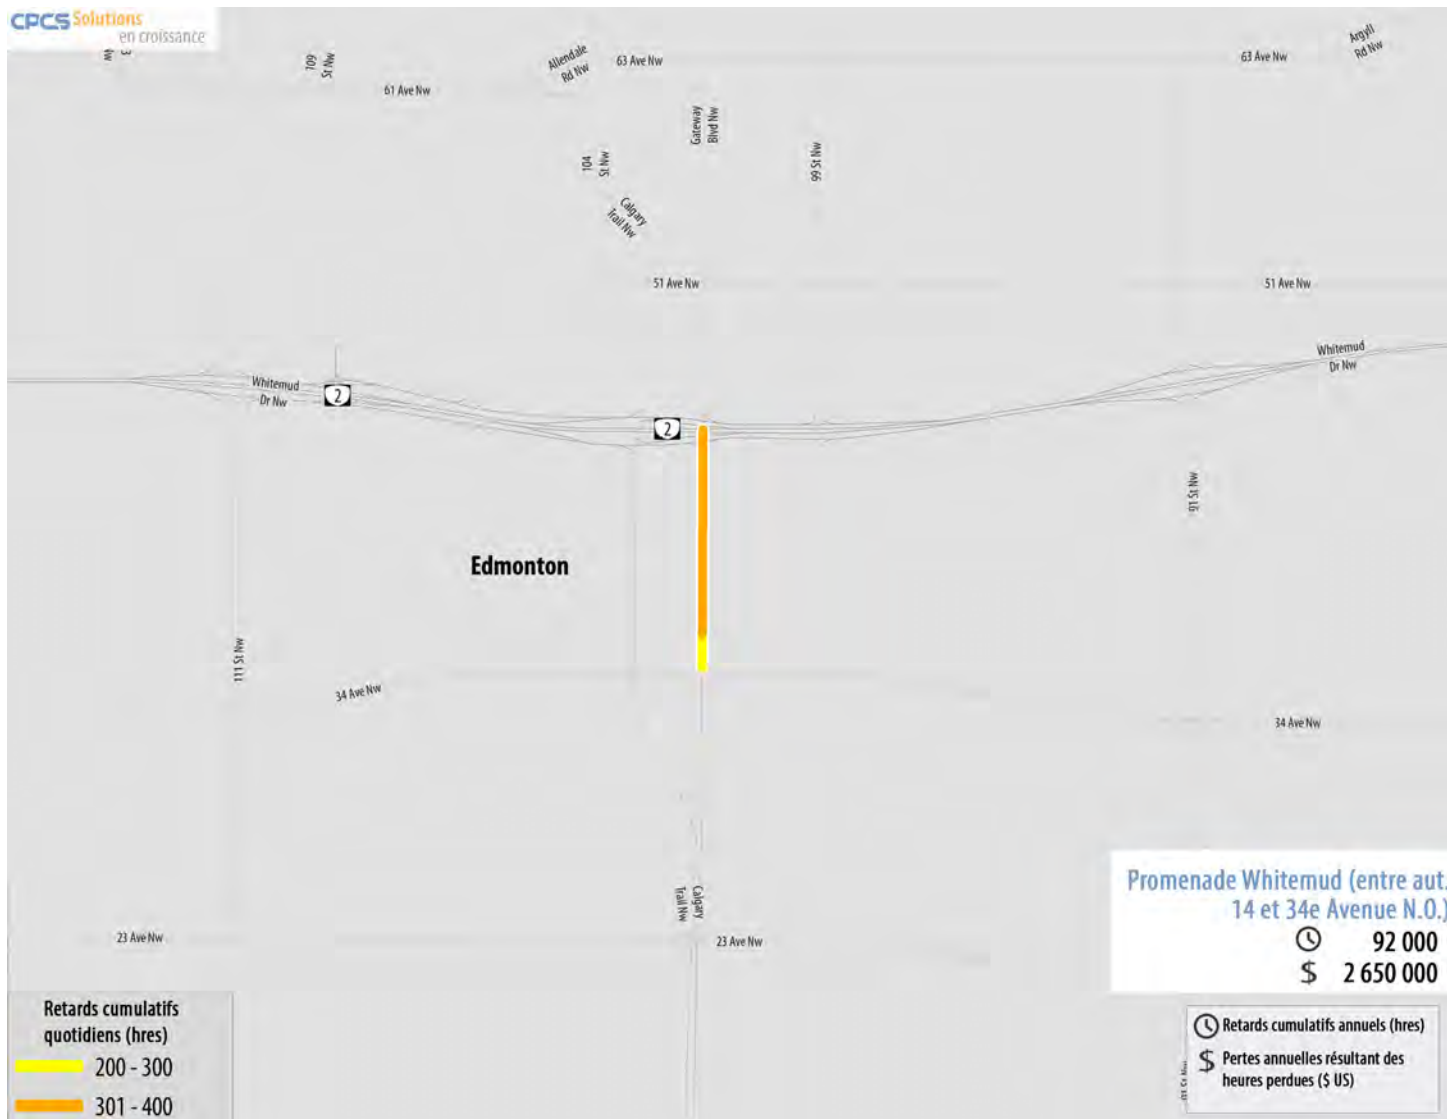 CPCS Solutions
en croissance
109
St Nw
Allendale
Rd Nw
63 Ave Nw
63 Ave Nw
Argyll
Rd Nw
61 Ave Nw
Gateway
Blvd Nw
104
St Nw
99 St Nw
Calgary
Trail Nw
51 Ave Nw
51 Ave Nw
Whitemud
Dr Nw
2
2
Whitemud
Dr Nw
91 St Nw
Edmonton
111 St Nw
34 Ave Nw
34 Ave Nw
Calgary
Trail Nw
23 Ave Nw
23 Ave Nw
Promenade Whitemud (entre aut.
14 et 34e Avenue N.O.)
92 000
$ 2 650 000
Retards cumulatifs
quotidiens (hres)
200 - 300
301 - 400
Retards cumulatifs annuels (hres)
$ Pertes annuelles résultant des
heures perdues ($ US)